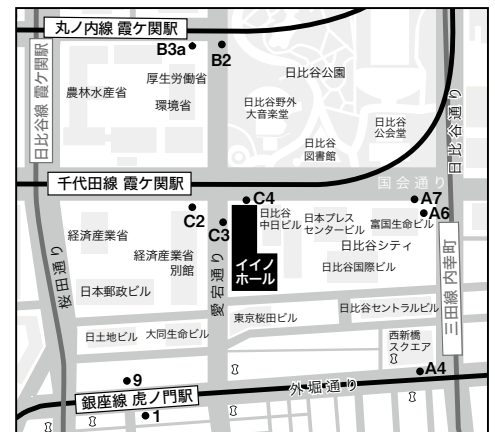 丸ノ内線 霞ケ関駅
B3a
B2
日比谷線 霞ケ関駅
厚生労働省
農林水産省
環境省
日比谷公園
日比谷野外
大音楽堂
日比谷
公会堂
日比谷
図書館
日比谷通り
千代田線 霞ケ関駅
国会通り
C4
A7
A6
C2
C3
日比谷
中日ビル
日本プレス
センタービル
富国生命ビル
経済産業省
経済産業省
別館
日比谷シティ
イイノ
ホール
日比谷国際ビル
桜田通り
愛宕通り
三田線 内幸町
日本郵政ビル
日比谷セントラルビル
東京桜田ビル
日土地ビル
大同生命ビル
西新橋
スクエア
9
A4
外堀通り
銀座線 虎ノ門駅
1